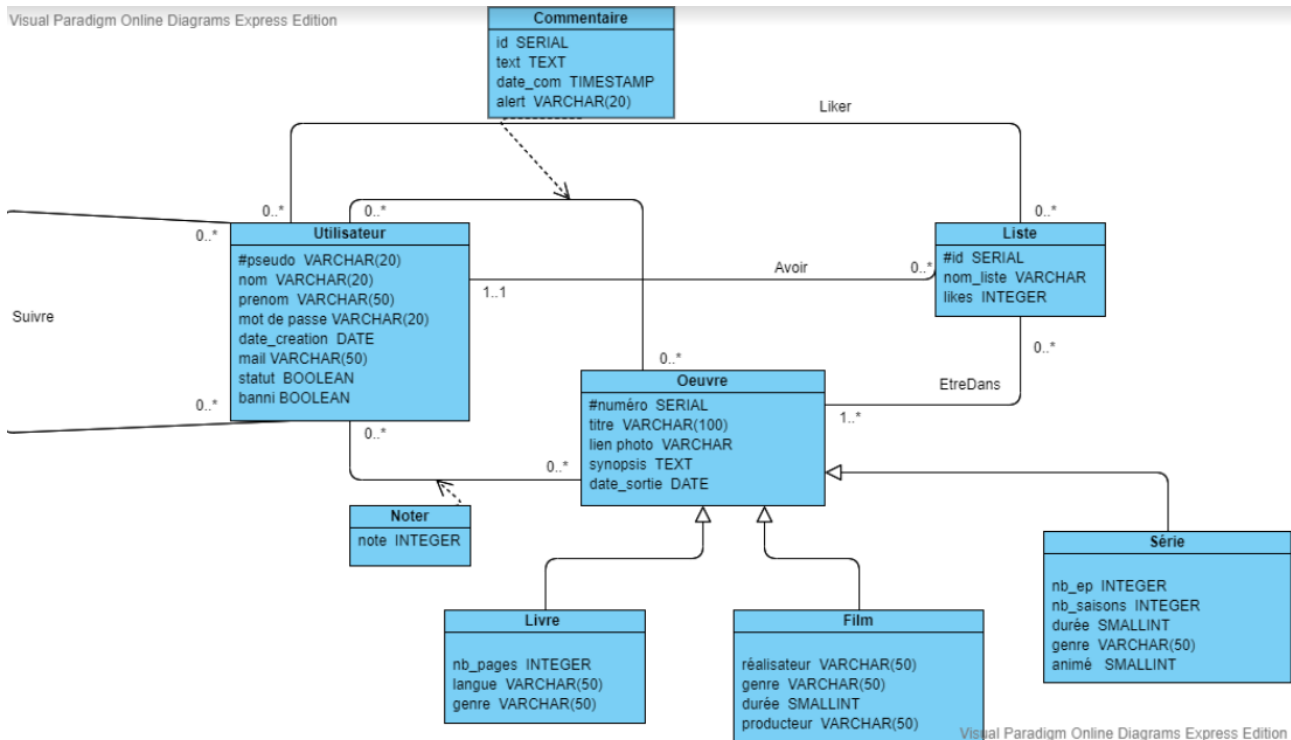 Visual Paradigm Online Diagrams Express Edition
Commentaire
id SERIAL
text TEXT
date_com TIMESTAMP
alert VARCHAR(20)
Liker
0..*
0..*
0..*
0..*
Utilisateur
#pseudo VARCHAR(20)
nom VARCHAR(20)
prenom VARCHAR(50)
mot de passe VARCHAR(20)
date_creation DATE
mail VARCHAR(50)
statut BOOLEAN
banni BOOLEAN
Liste
#id SERIAL
nom_liste VARCHAR
likes INTEGER
Avoir
0..*
1..1
Suivre
0..*
0..*
EtreDans
1..*
0..*
Oeuvre
#numéro SERIAL
titre VARCHAR(100)
lien photo VARCHAR
synopsis TEXT
date_sortie DATE
0..*
0..*
0..*
Noter
note INTEGER
Livre
nb_pages INTEGER
langue VARCHAR(50)
genre VARCHAR(50)
Film
réalisateur VARCHAR(50)
genre VARCHAR(50)
durée SMALLINT
producteur VARCHAR(50)
Série
nb_ep INTEGER
nb_saisons INTEGER
durée SMALLINT
genre VARCHAR(50)
animé SMALLINT
Visual Paradigm Online Diagrams Express Edition